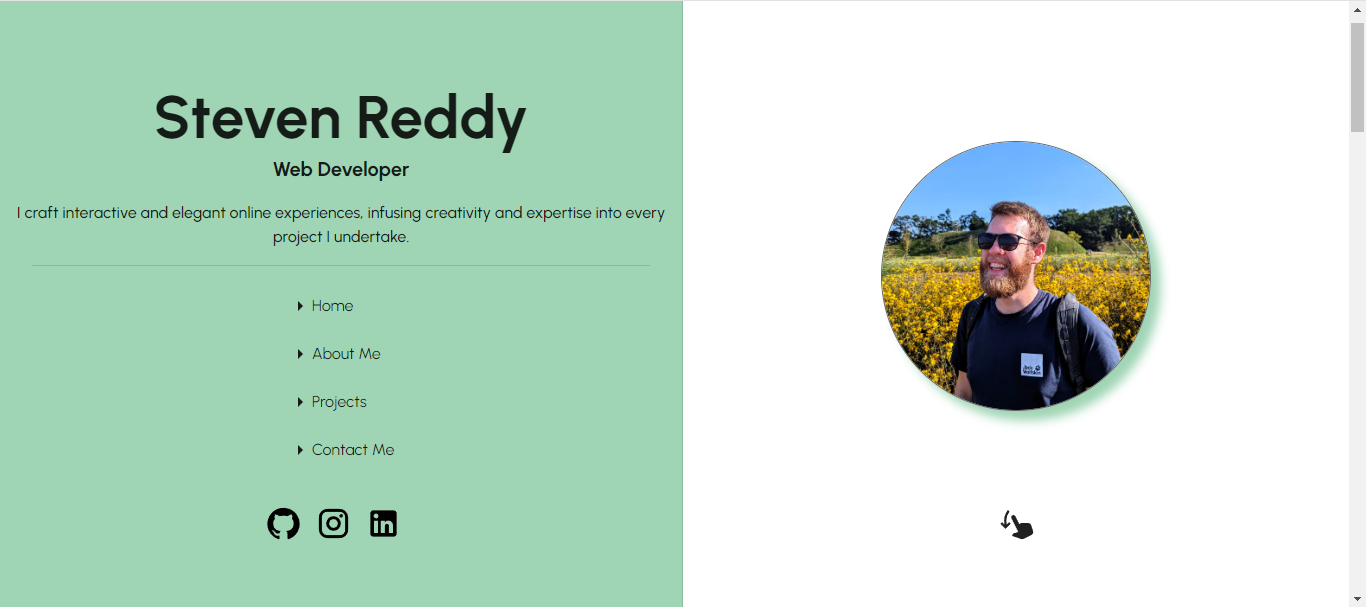 Steven Reddy
Web Developer
I craft interactive and elegant online experiences, infusing creativity and expertise into every
project I undertake.
Home
About Me
Projects
Contact Me
in